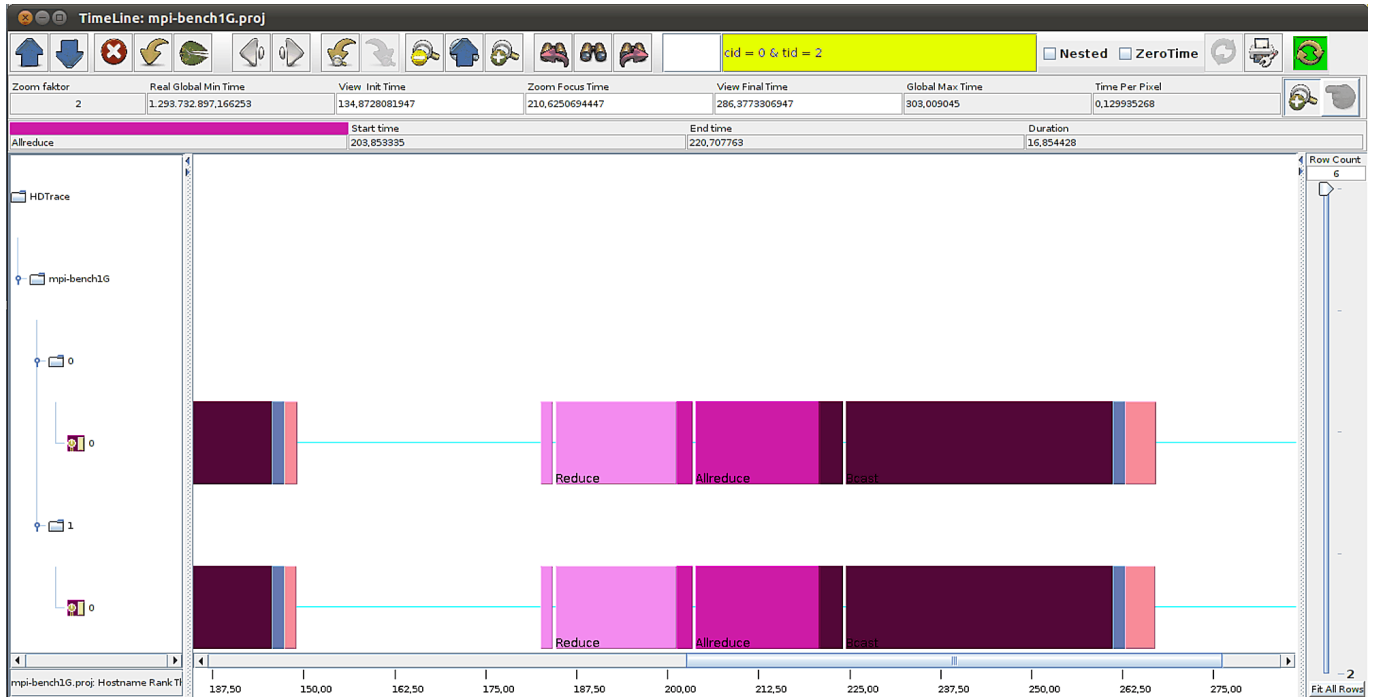 TimeLine: mpi-bench1G.proj
cid = 0 & tid = 2
Nested
ZeroTime
Zoom faktor Real Global Min Time View Init Time Zoom Focus Time View Final Time Global Max Time Time Per Pixel
2 1.293.732.897,166253 134,8728081947 210,6250694447 286,3773306947 303,009045 0,129935268
Start time End time Duration
Allreduce 203,853335 220,707763 16,854428
Row Count
6
HDTrace
mpi-bench1G
0
0
Reduce Allreduce Bcast
1
0
Reduce Allreduce Bcast
2
mpi-bench1G.proj: Hostname Rank
137,50 150,00 162,50 175,00 187,50 200,00 212,50 225,00 237,50 250,00 262,50 275,00
Fit All Rows